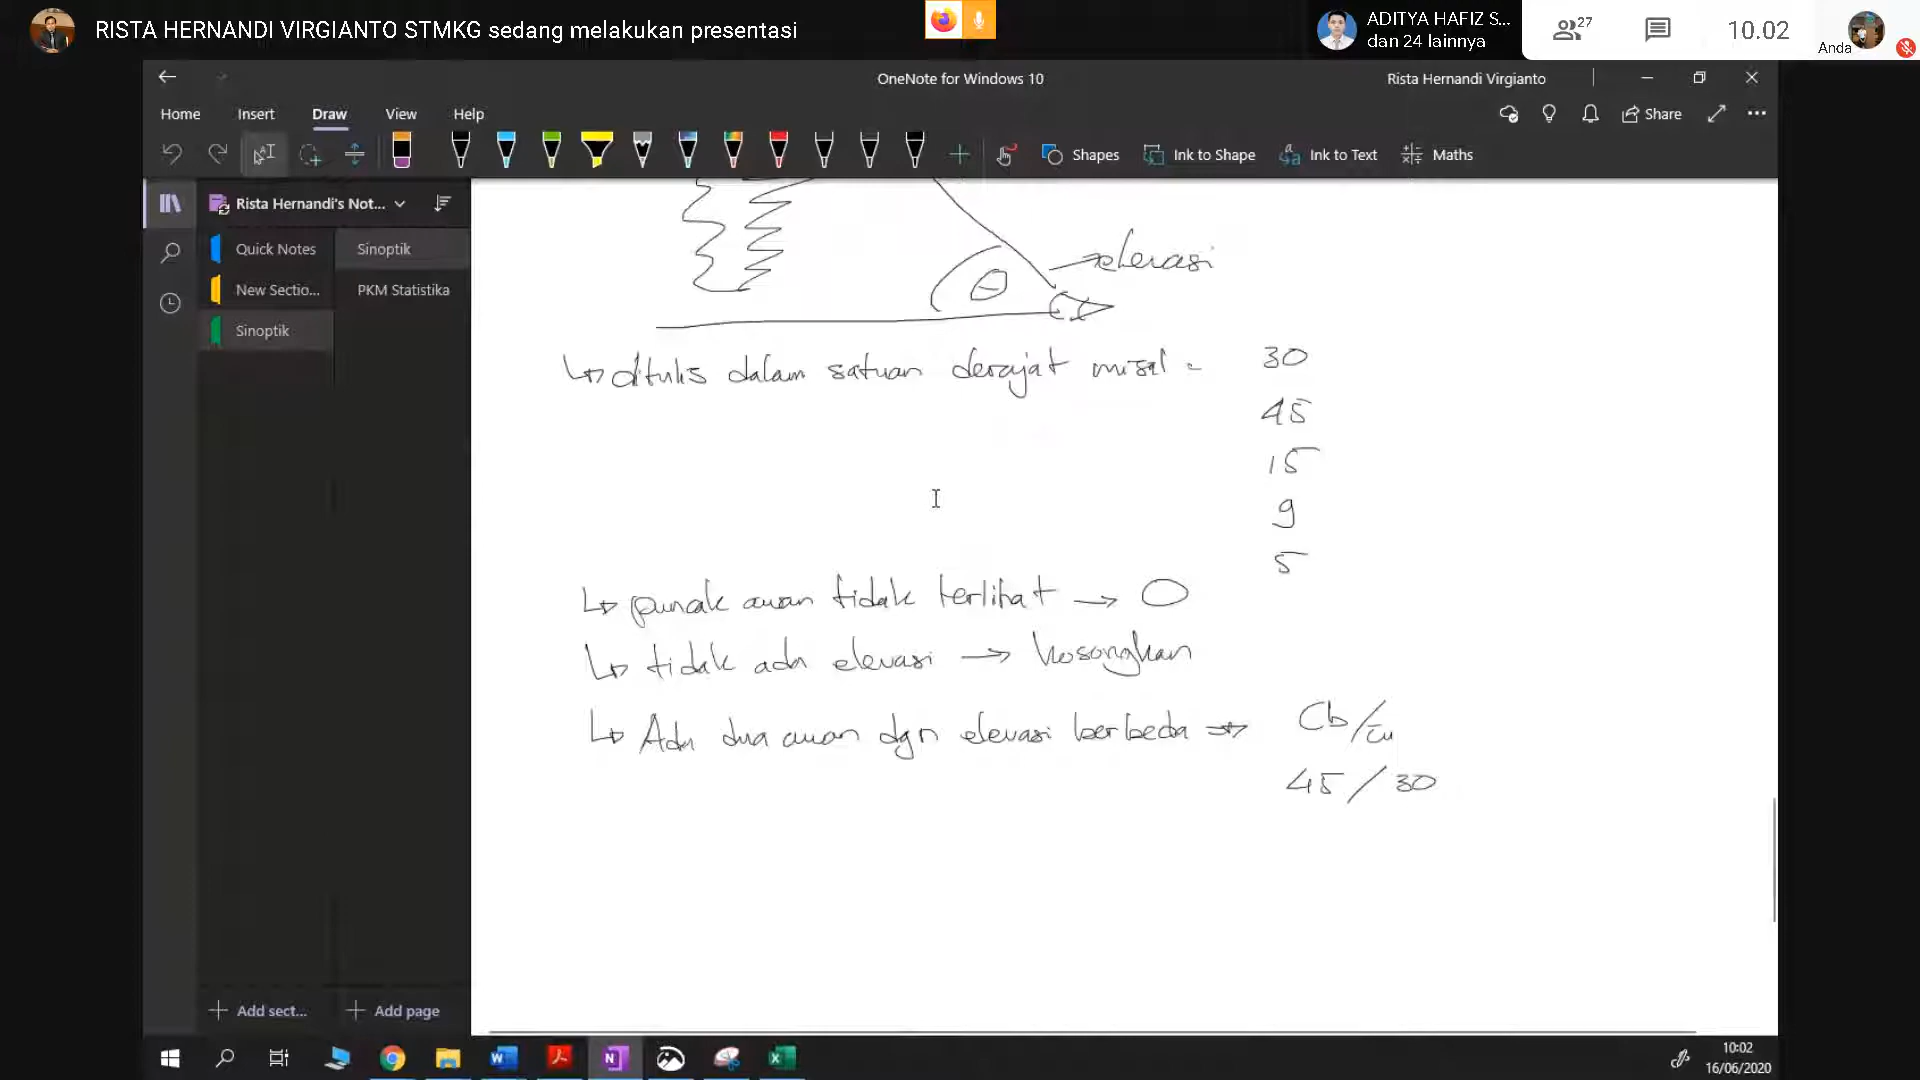 RISTA HERNANDI VIRGIANTO STMKG sedang melakukan presentasi
ADITYA HAFIZ S...
dan 24 lainnya
27
10.02
Anda
OneNote for Windows 10
Rista Hernandi Virgianto
Home Insert Draw View Help
Share
Shapes Ink to Shape Ink to Text Maths
Rista Hernandi's Not...
Quick Notes
New Sectio...
Sinoptik
Sinoptik
PKM Statistika
elevasi
θ
↳ ditulis dalam satuan derajat misal = 30
45
15
9
5
↳ puncak awan tidak terlihat → 0
↳ tidak ada elevasi → kosongkan
↳ Ada dua awan dgn elevasi berbeda → Cb/Cu
45/30
Add sect...
Add page
10:02
16/06/2020